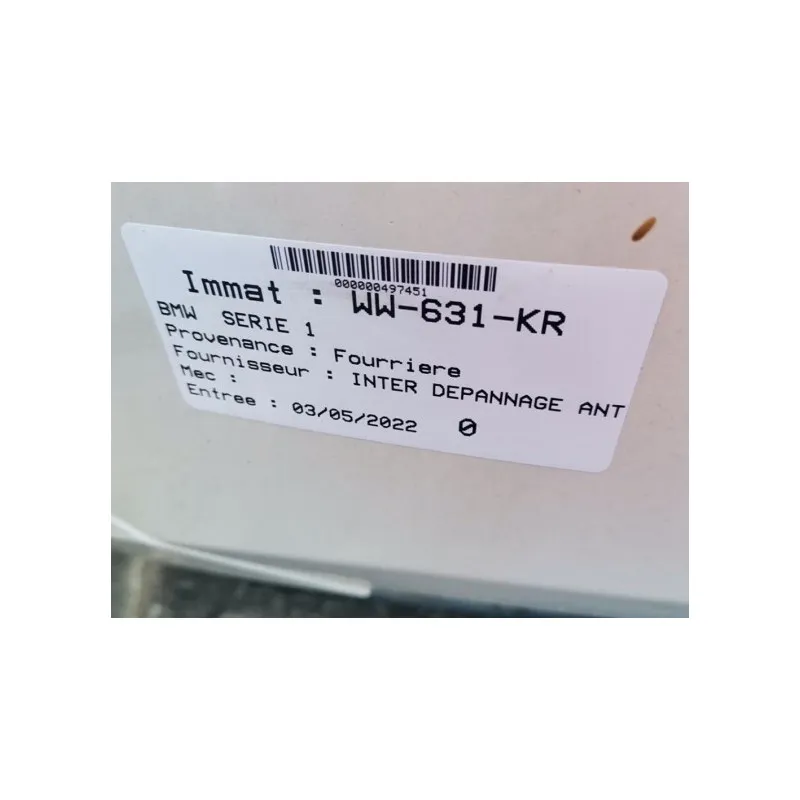 000000497451
Immat : WW-631-KR
BMW SERIE 1
Provenance : Fourriere
Fournisseur : INTER DEPANNAGE ANT
Mec :
Entree : 03/05/2022 0